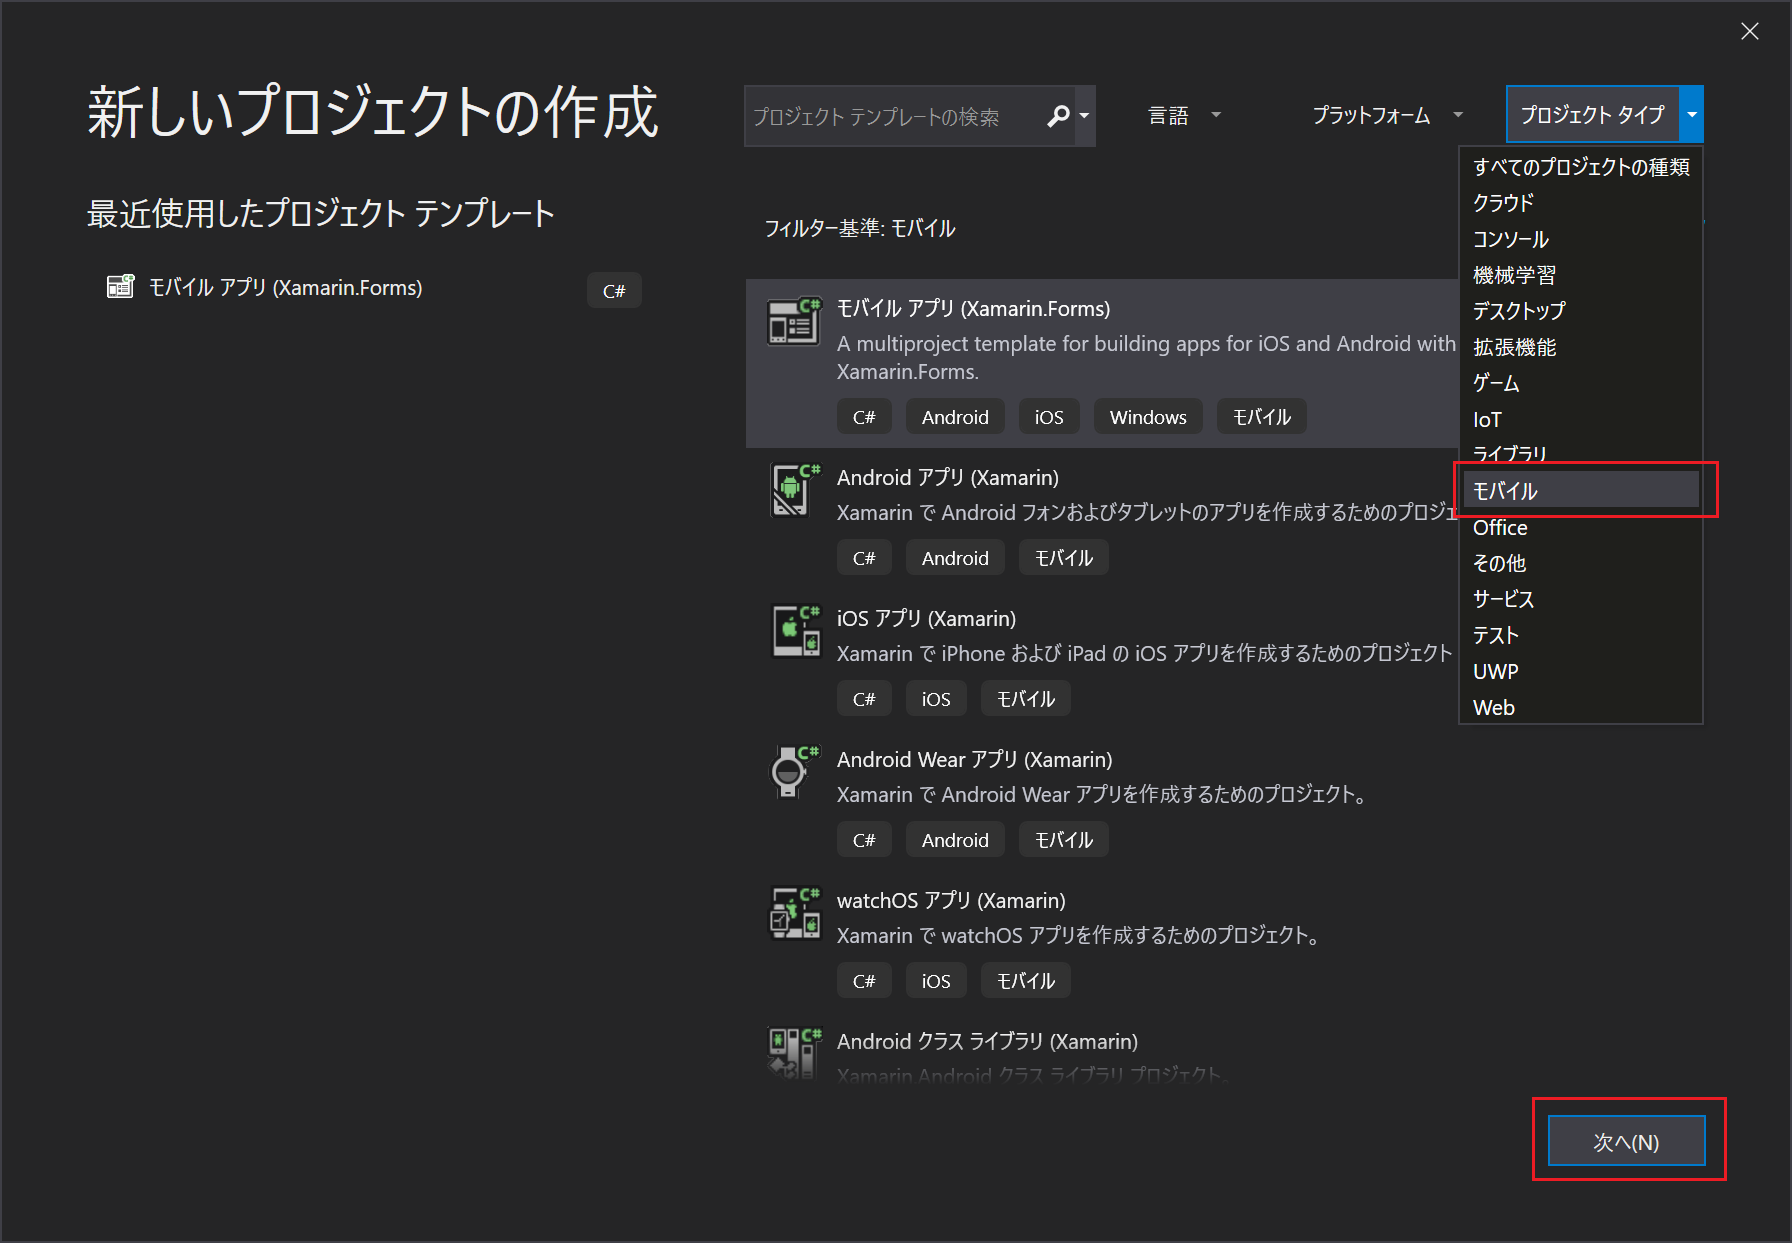 新しいプロジェクトの作成
最近使用したプロジェクト テンプレート
モバイル アプリ (Xamarin.Forms)
C#
プロジェクト テンプレートの検索
言語
プラットフォーム
プロジェクト タイプ
すべてのプロジェクトの種類
クラウド
コンソール
機械学習
デスクトップ
拡張機能
ゲーム
IoT
ライブラリ
モバイル
Office
その他
サービス
テスト
UWP
Web
フィルター基準: モバイル
モバイル アプリ (Xamarin.Forms)
A multiproject template for building apps for iOS and Android with
Xamarin.Forms.
C# Android iOS Windows モバイル
Android アプリ (Xamarin)
Xamarin で Android フォンおよびタブレットのアプリを作成するためのプロジェ
C# Android モバイル
iOS アプリ (Xamarin)
Xamarin で iPhone および iPad の iOS アプリを作成するためのプロジェクト
C# iOS モバイル
Android Wear アプリ (Xamarin)
Xamarin で Android Wear アプリを作成するためのプロジェクト。
C# Android モバイル
watchOS アプリ (Xamarin)
Xamarin で watchOS アプリを作成するためのプロジェクト。
C# iOS モバイル
Android クラス ライブラリ (Xamarin)
Xamarin.Android クラス ライブラリ プロジェクト。
次へ(N)